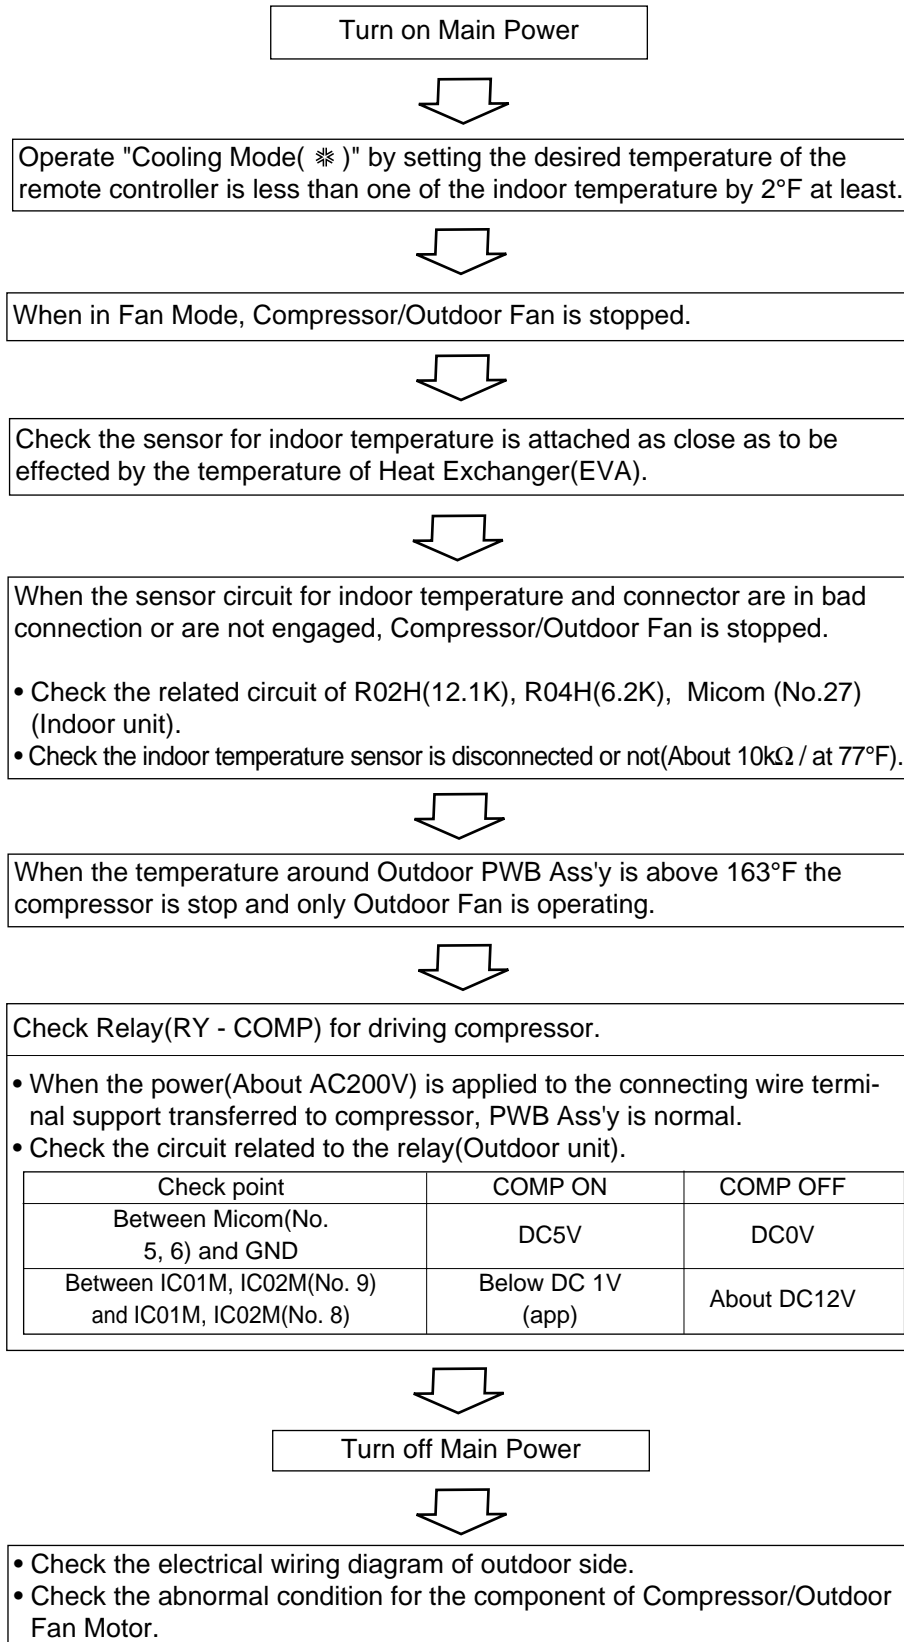 Turn on Main Power
Operate "Cooling Mode( ❋ )" by setting the desired temperature of the
remote controller is less than one of the indoor temperature by 2°F at least.
When in Fan Mode, Compressor/Outdoor Fan is stopped.
Check the sensor for indoor temperature is attached as close as to be
effected by the temperature of Heat Exchanger(EVA).
When the sensor circuit for indoor temperature and connector are in bad
connection or are not engaged, Compressor/Outdoor Fan is stopped.
• Check the related circuit of R02H(12.1K), R04H(6.2K), Micom (No.27)
(Indoor unit).
• Check the indoor temperature sensor is disconnected or not(About 10kΩ / at 77°F).
When the temperature around Outdoor PWB Ass'y is above 163°F the
compressor is stop and only Outdoor Fan is operating.
Check Relay(RY - COMP) for driving compressor.
• When the power(About AC200V) is applied to the connecting wire termi-
nal support transferred to compressor, PWB Ass'y is normal.
• Check the circuit related to the relay(Outdoor unit).
Check point COMP ON COMP OFF
Between Micom(No.
5, 6) and GND DC5V DC0V
Between IC01M, IC02M(No. 9)
and IC01M, IC02M(No. 8) Below DC 1V
(app) About DC12V
Turn off Main Power
• Check the electrical wiring diagram of outdoor side.
• Check the abnormal condition for the component of Compressor/Outdoor
Fan Motor.